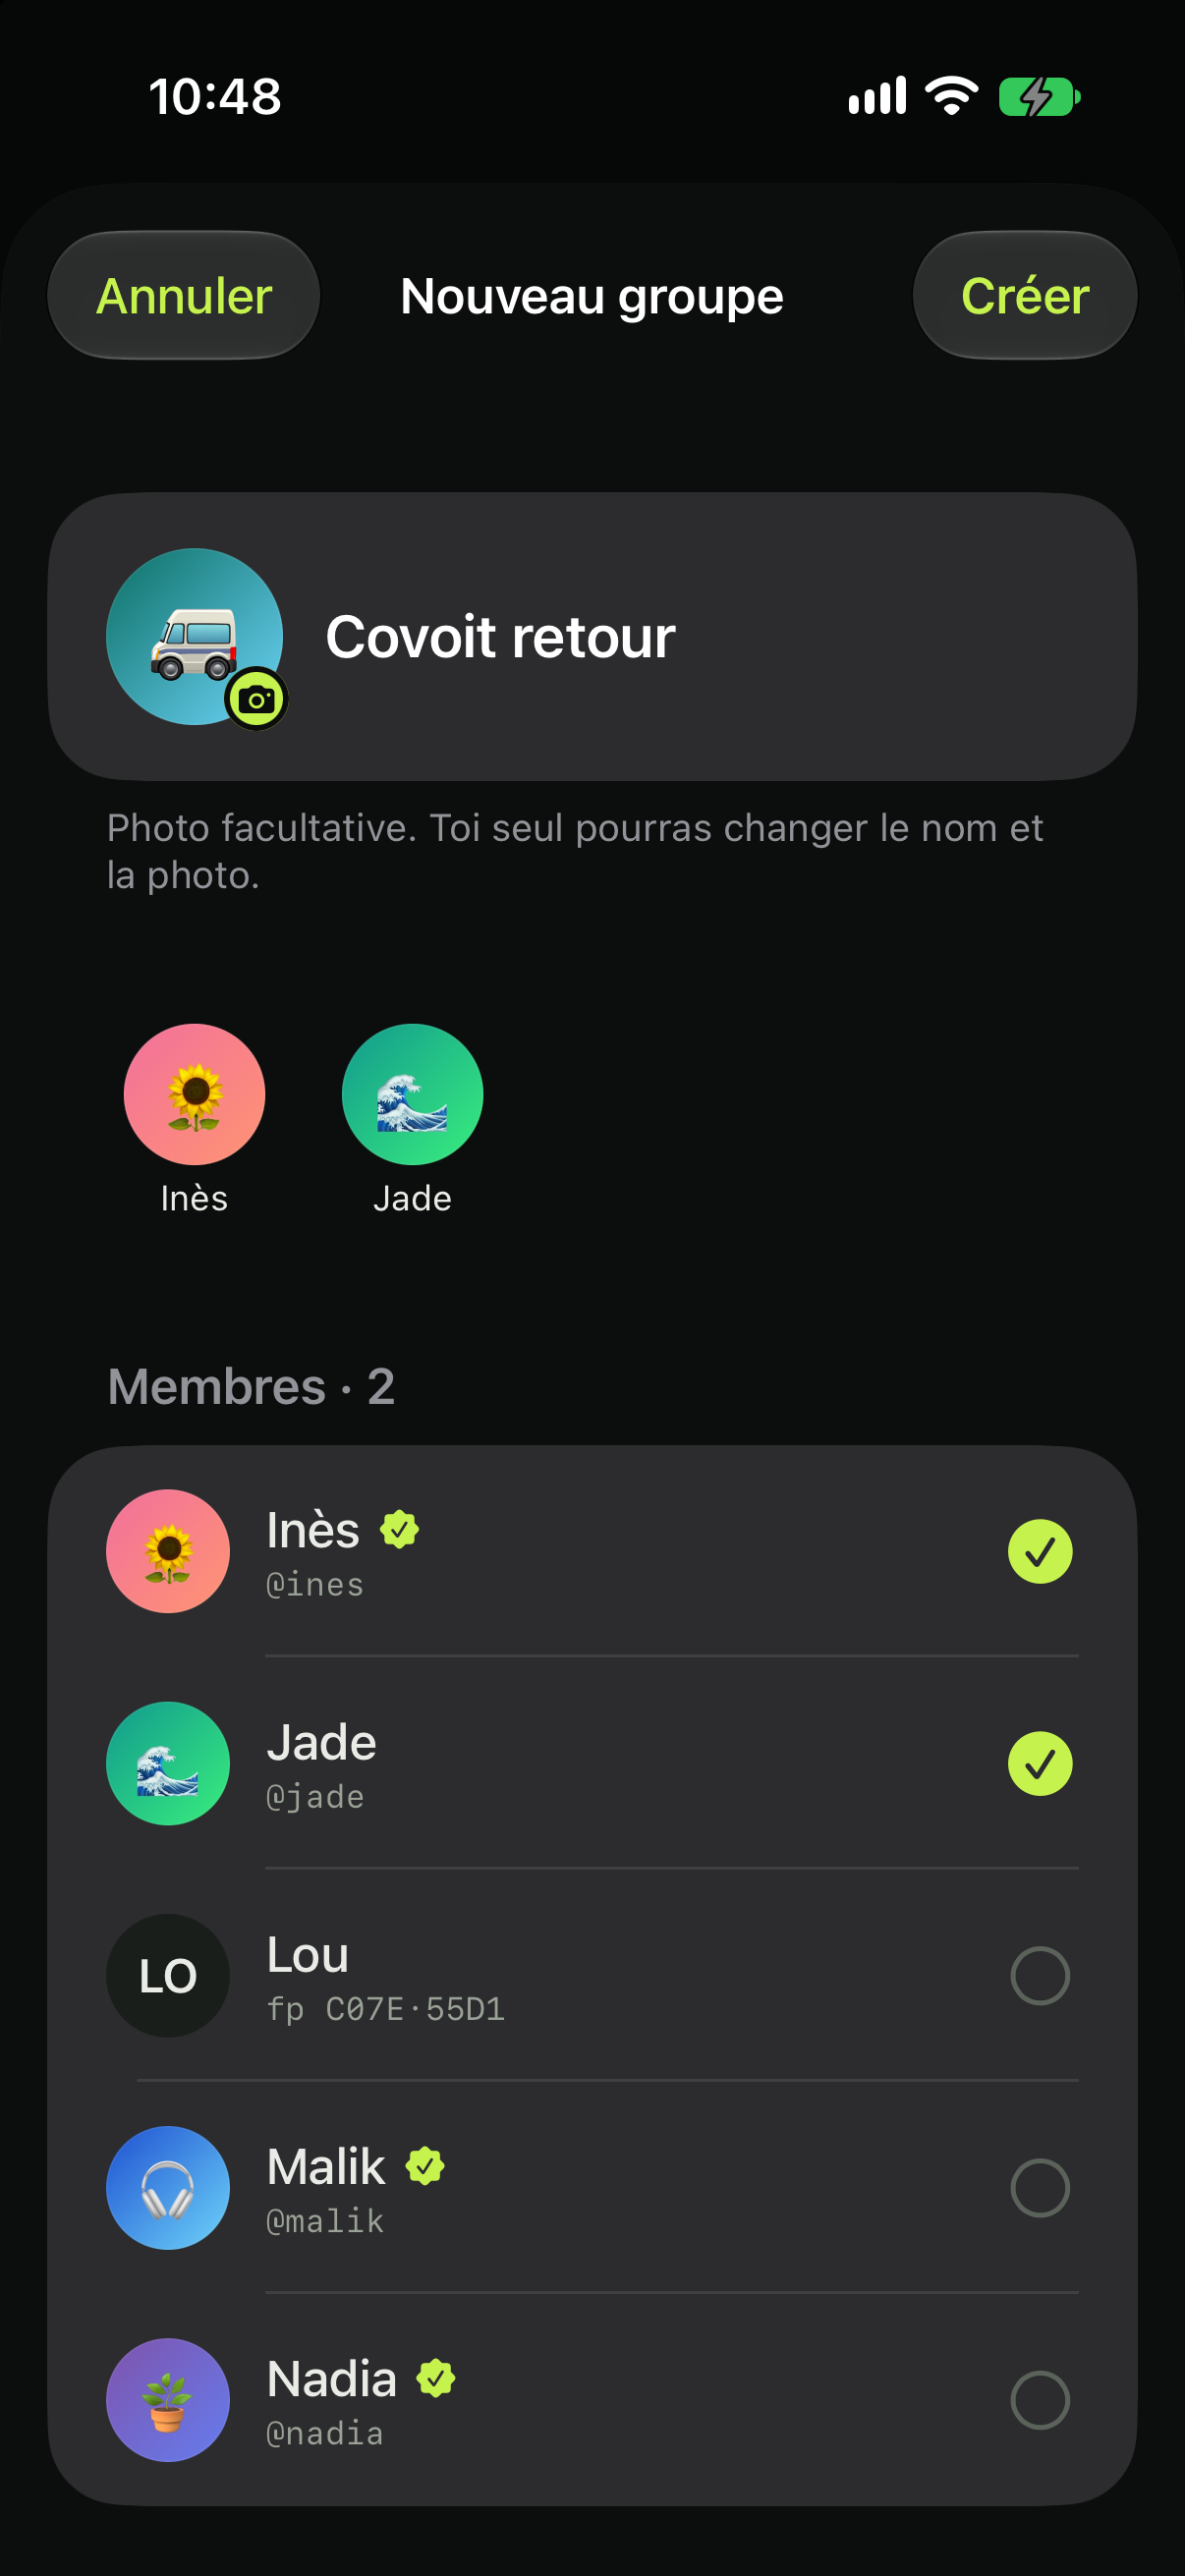 10:48
Annuler
Nouveau groupe
Créer
Covoit retour
Photo facultative. Toi seul pourras changer le nom et
la photo.
Inès
Jade
Membres · 2
Inès
@ines
Jade
@jade
LO
Lou
fp C07E·55D1
Malik
@malik
Nadia
@nadia